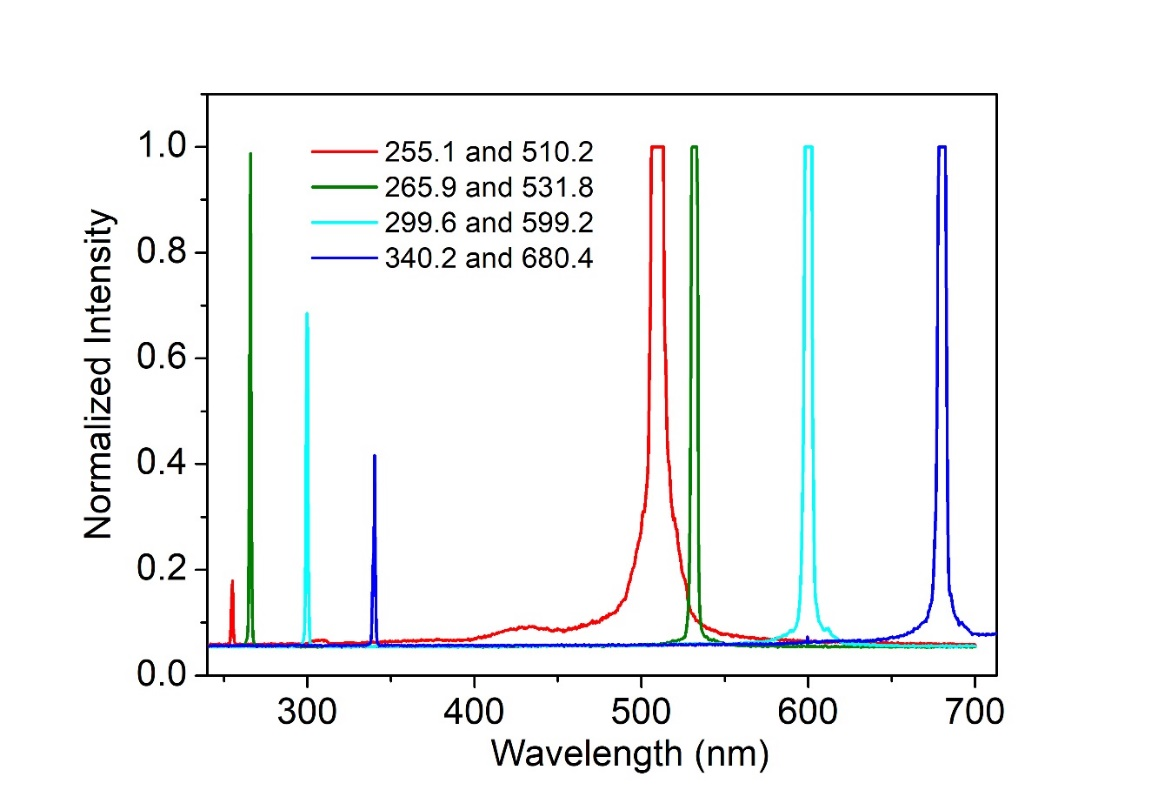 1.0
0.8
0.6
0.4
0.2
0.0
Normalized Intensity
255.1 and 510.2
265.9 and 531.8
299.6 and 599.2
340.2 and 680.4
300 400 500 600 700
Wavelength (nm)